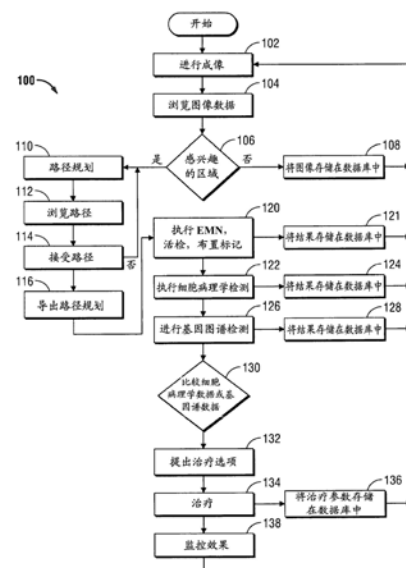 开始
100
102
进行成像
104
浏览图像数据
106
感兴趣
的区域
是
否
108
将图像存储在数据库中
110
路径规划
112
浏览路径
114
接受路径
否
116
导出路径规划
120
执行 EMN,
活检, 布置标记
121
将结果存储在数据库中
122
执行细胞病理学检测
124
将结果存储在数据库中
126
进行基因图谱检测
128
将结果存储在数据库中
130
比较细胞
病理学数据或基
因谱数据
132
提出治疗选项
134
治疗
136
将治疗参数存储
在数据库中
138
监控效果